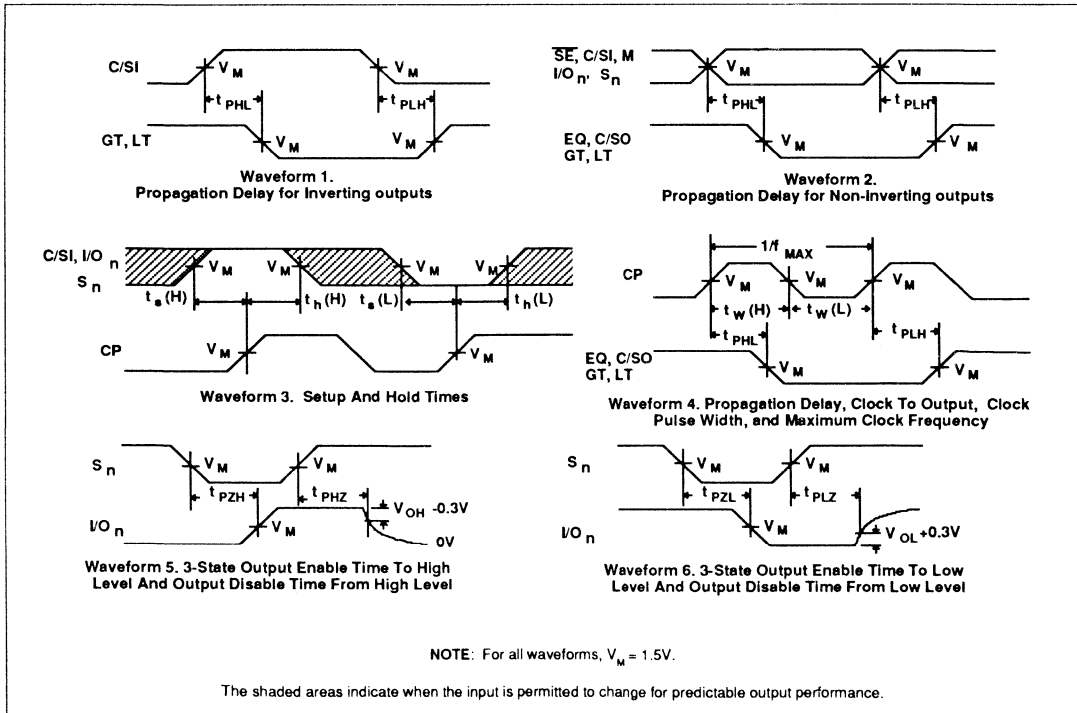 C/SI
V M
V M
t PHL
t PLH
GT, LT
V M
V M
Waveform 1.
Propagation Delay for Inverting outputs
SE, C/SI, M
I/O n, S n
V M
V M
t PHL
t PLH
EQ, C/SO
GT, LT
V M
V M
Waveform 2.
Propagation Delay for Non-Inverting outputs
C/SI, I/O n
S n
V M
V M
V M
V M
t s (H)
t h (H)
t s (L)
t h (L)
CP
V M
V M
Waveform 3. Setup And Hold Times
1/f MAX
CP
V M
V M
V M
t W (H)
t W (L)
t PHL
t PLH
EQ, C/SO
GT, LT
V M
V M
Waveform 4. Propagation Delay, Clock To Output, Clock
Pulse Width, and Maximum Clock Frequency
S n
V M
V M
t PZH
t PHZ
V OH -0.3V
I/O n
V M
0V
Waveform 5. 3-State Output Enable Time To High
Level And Output Disable Time From High Level
S n
V M
V M
t PZL
t PLZ
I/O n
V M
V OL +0.3V
Waveform 6. 3-State Output Enable Time To Low
Level And Output Disable Time From Low Level
NOTE: For all waveforms, V M = 1.5V.
The shaded areas indicate when the input is permitted to change for predictable output performance.